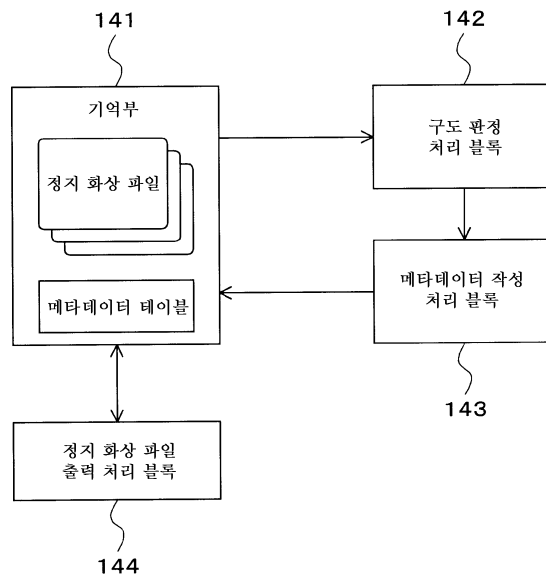 141
기억부
정지 화상 파일
메타데이터 테이블
142
구도 판정
처리 블록
메타데이터 작성
처리 블록
143
정지 화상 파일
출력 처리 블록
144